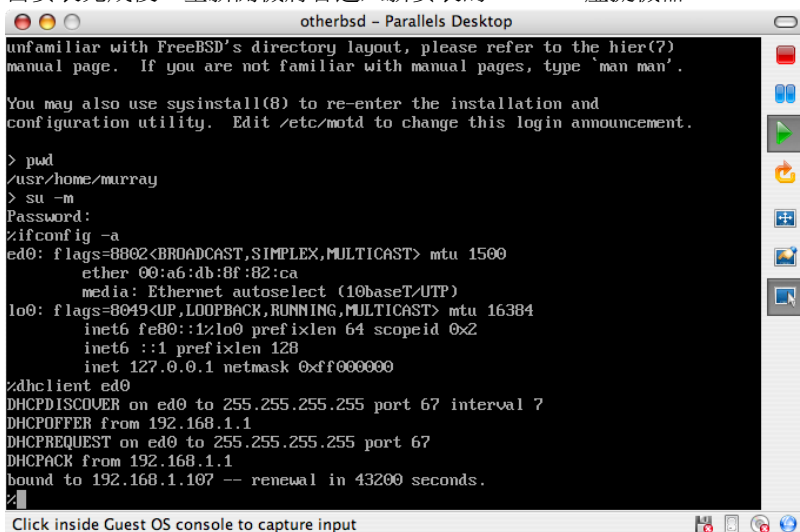 otherbsd – Parallels Desktop
unfamiliar with FreeBSD's directory layout, please refer to the hier(7)
manual page.  If you are not familiar with manual pages, type `man man'.
You may also use sysinstall(8) to re-enter the installation and
configuration utility.  Edit /etc/motd to change this login announcement.
> pwd
/usr/home/murray
> su -m
Password:
%ifconfig -a
ed0: flags=8802<BROADCAST,SIMPLEX,MULTICAST> mtu 1500
        ether 00:a6:db:8f:82:ca
        media: Ethernet autoselect (10baseT/UTP)
lo0: flags=8049<UP,LOOPBACK,RUNNING,MULTICAST> mtu 16384
        inet6 fe80::1%lo0 prefixlen 64 scopeid 0x2
        inet6 ::1 prefixlen 128
        inet 127.0.0.1 netmask 0xff000000
%dhclient ed0
DHCPDISCOVER on ed0 to 255.255.255.255 port 67 interval 7
DHCPOFFER from 192.168.1.1
DHCPREQUEST on ed0 to 255.255.255.255 port 67
DHCPACK from 192.168.1.1
bound to 192.168.1.107 -- renewal in 43200 seconds.
%
Click inside Guest OS console to capture input